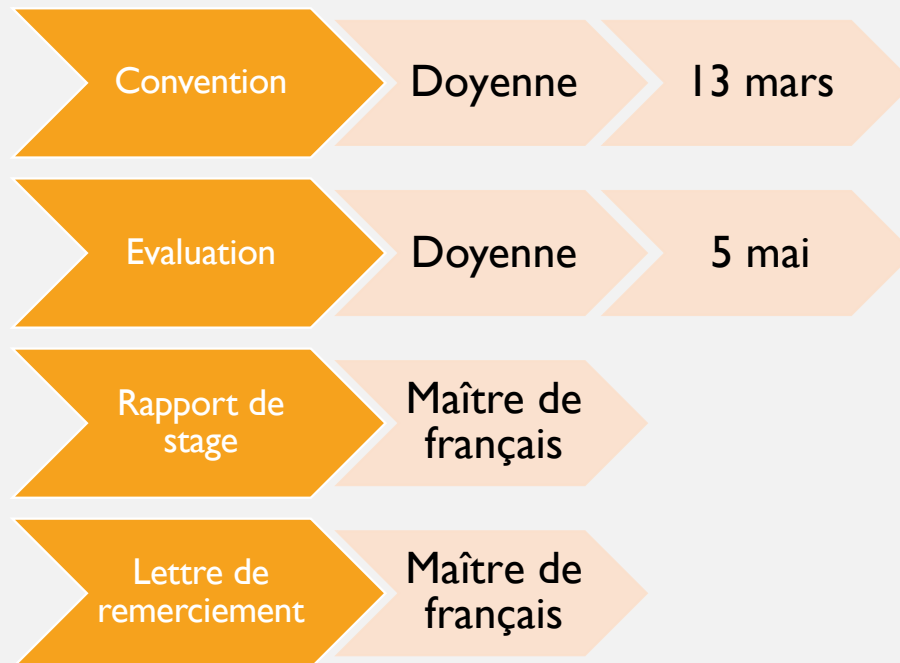 Convention
Doyenne
13 mars
Evaluation
Doyenne
5 mai
Rapport de
stage
Maître de
français
Lettre de
remerciement
Maître de
français